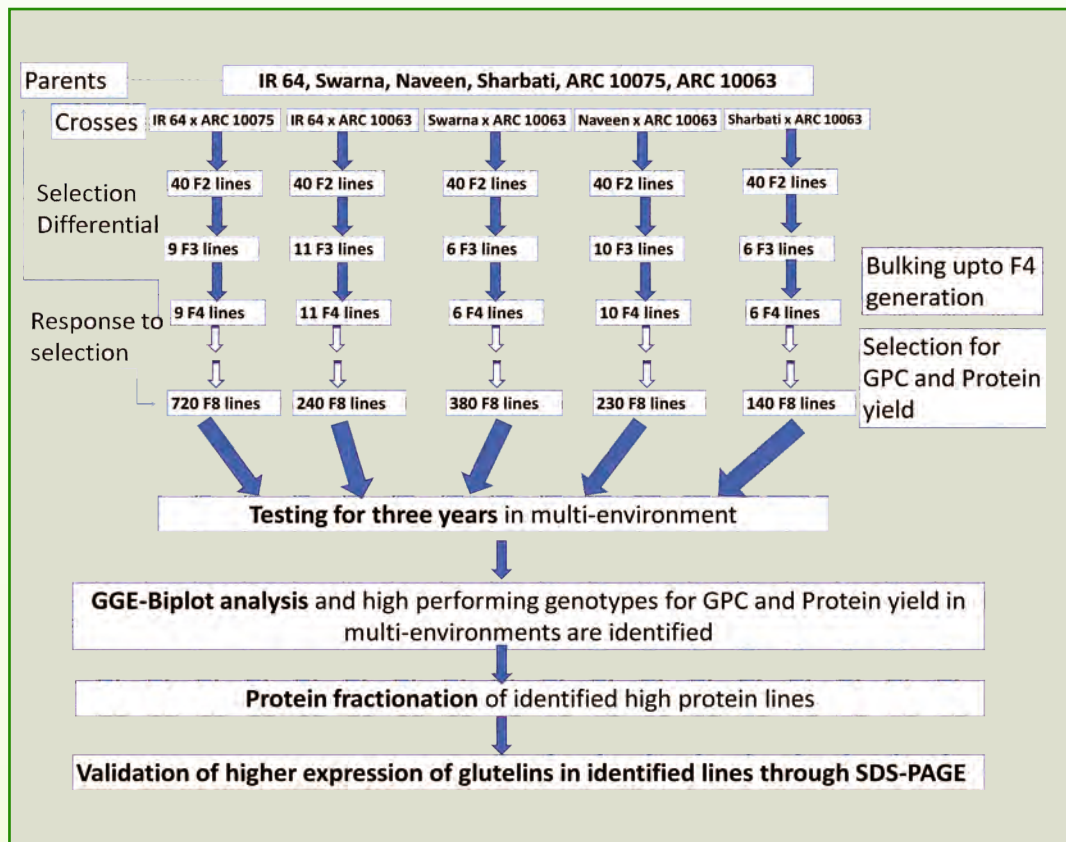 Parents
IR 64, Swarna, Naveen, Sharbati, ARC 10075, ARC 10063
Crosses
IR 64 x ARC 10075
IR 64 x ARC 10063
Swarna x ARC 10063
Naveen x ARC 10063
Sharbati x ARC 10063
40 F2 lines
40 F2 lines
40 F2 lines
40 F2 lines
40 F2 lines
Selection
Differential
9 F3 lines
11 F3 lines
6 F3 lines
10 F3 lines
6 F3 lines
Bulking upto F4
generation
9 F4 lines
11 F4 lines
6 F4 lines
10 F4 lines
6 F4 lines
Response to
selection
Selection for
GPC and Protein
yield
720 F8 lines
240 F8 lines
380 F8 lines
230 F8 lines
140 F8 lines
Testing for three years in multi-environment
GGE-Biplot analysis and high performing genotypes for GPC and Protein yield in
multi-environments are identified
Protein fractionation of identified high protein lines
Validation of higher expression of glutelins in identified lines through SDS-PAGE